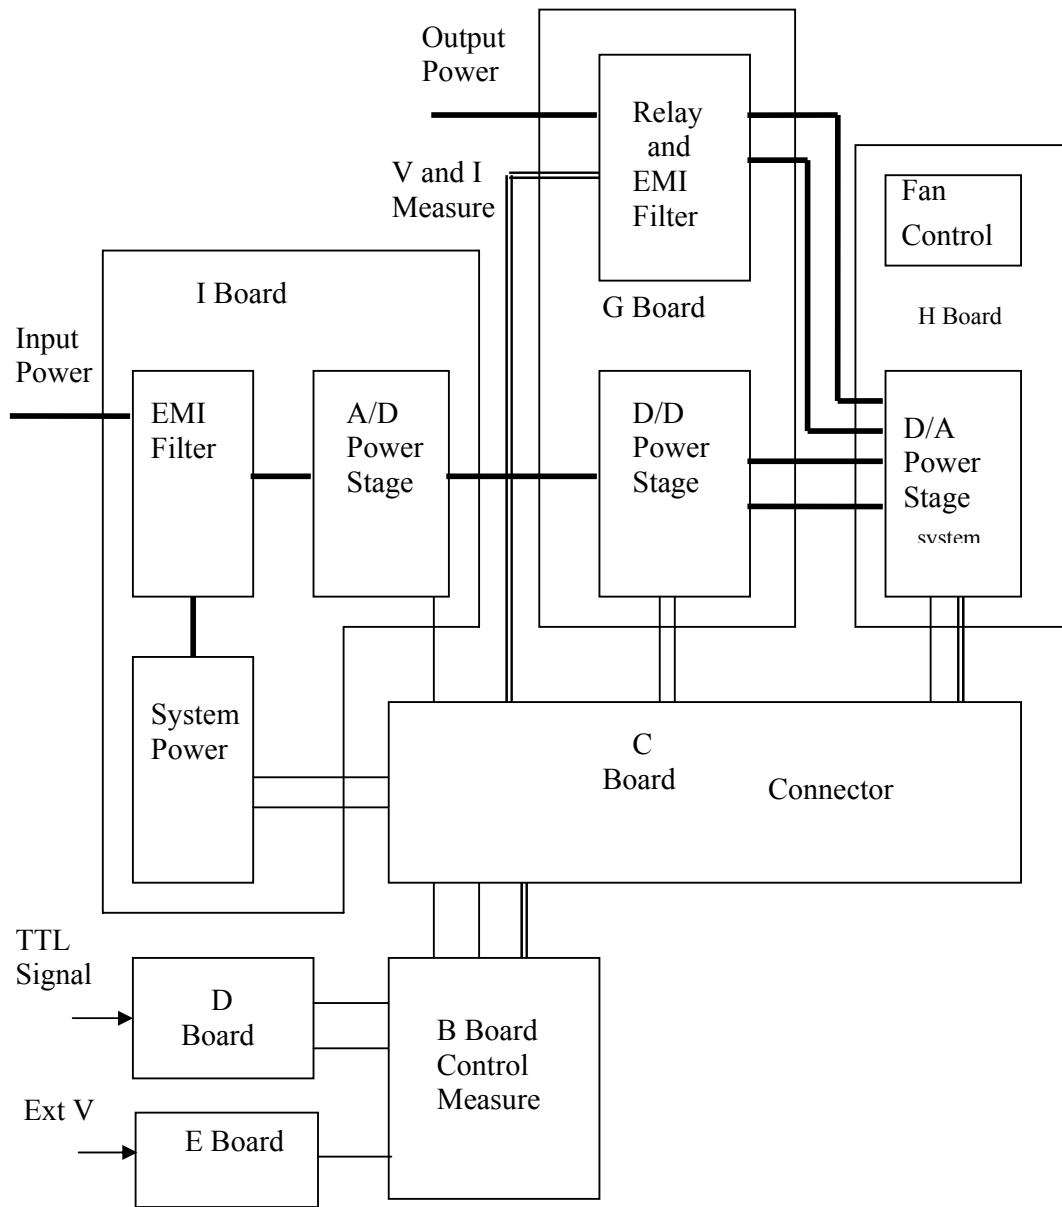 Output
Power
Relay
and
EMI
Filter
V and I
Measure
Fan
Control
I Board
G Board
H Board
Input
Power
EMI
Filter
A/D
Power
Stage
D/D
Power
Stage
D/A
Power
Stage
system
System
Power
C
Board
Connector
TTL
Signal
D
Board
B Board
Control
Measure
Ext V
E Board